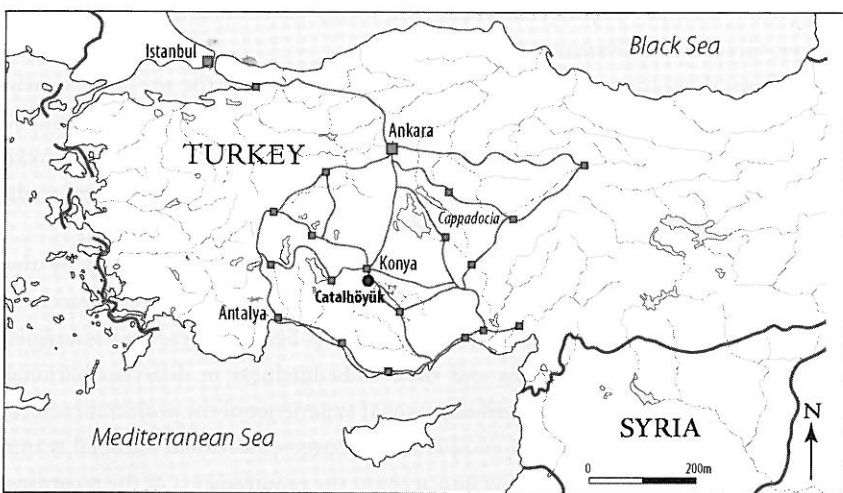 Istanbul
Black Sea
Ankara
TURKEY
Cappadocia
Konya
Catalhöyük
Antalya
Mediterranean Sea
SYRIA
N
0 200m